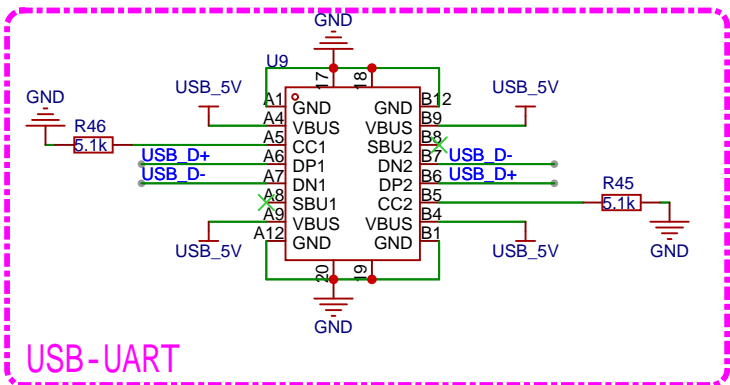 GND
U9
17
18
USB_5V
USB_5V
GND
A1
GND
GND
B12
A4
VBUS
VBUS
B9
R46
5.1k
A5
CC1
SBU2
B8
USB_D+
A6
DP1
DN2
B7
USB_D-
USB_D-
A7
DN1
DP2
B6
USB_D+
R45
5.1k
A8
SBU1
CC2
B5
A9
VBUS
VBUS
B4
A12
GND
GND
B1
USB_5V
USB_5V
GND
20
19
GND
USB-UART